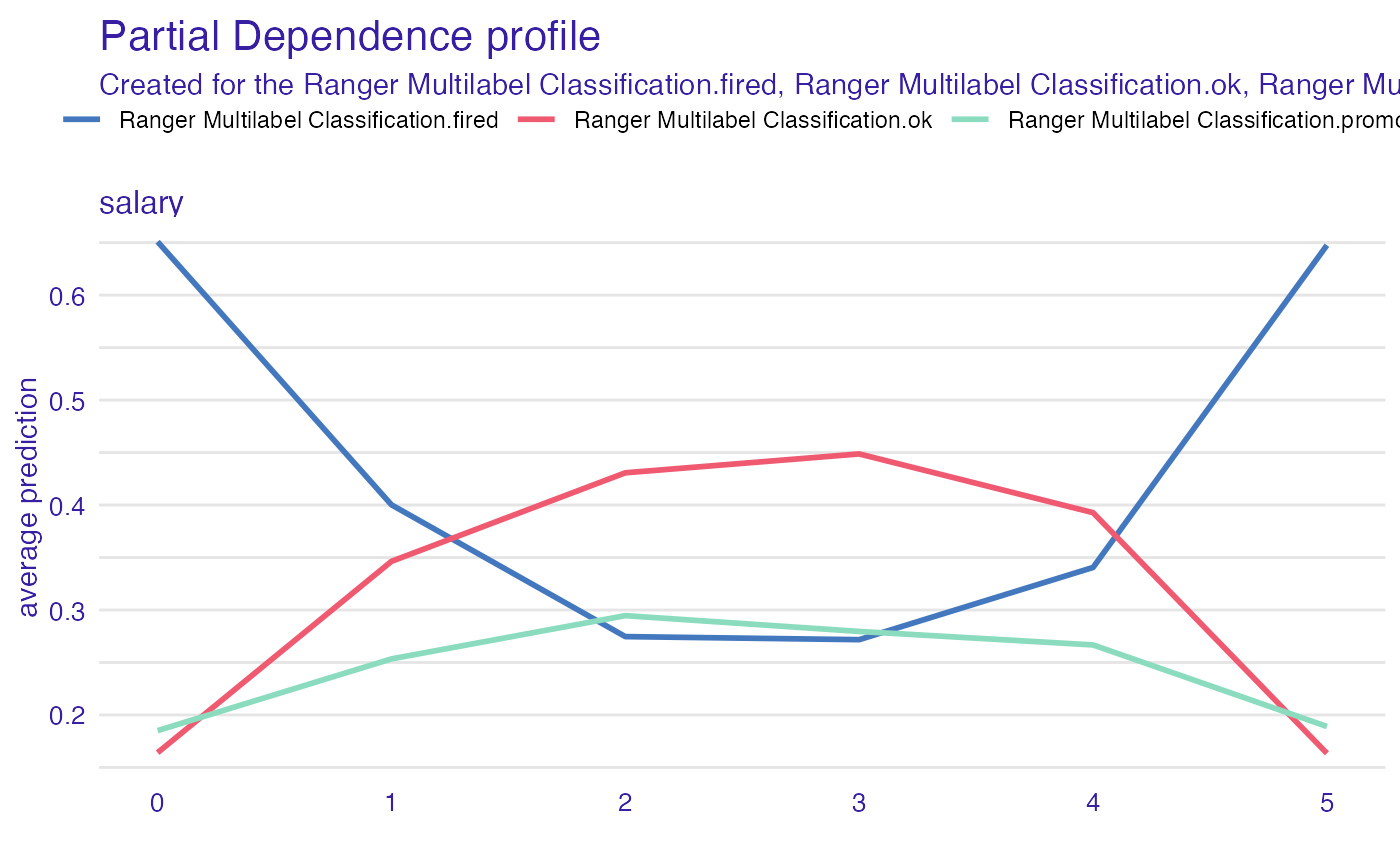 Partial Dependence profile
Created for the Ranger Multilabel Classification.fired, Ranger Multilabel Classification.ok, Ranger Mu
Ranger Multilabel Classification.fired Ranger Multilabel Classification.ok Ranger Multilabel Classification.promo
salary
average prediction
0.6
0.5
0.4
0.3
0.2
0 1 2 3 4 5